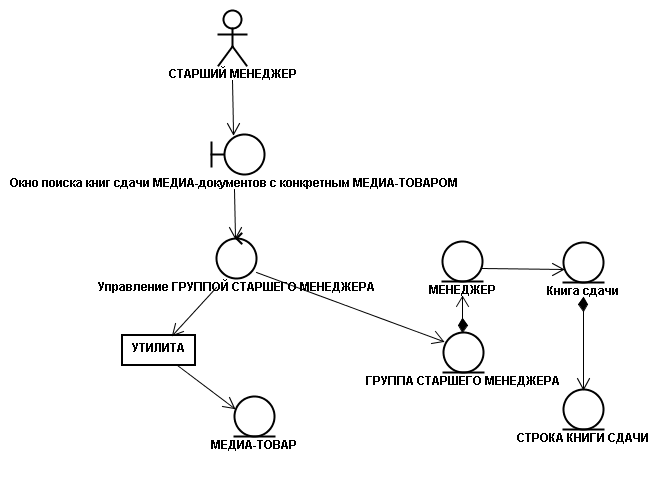 СТАРШИЙ МЕНЕДЖЕР
Окно поиска книг сдачи МЕДИА-документов с конкретным МЕДИА-ТОВАРОМ
Управление ГРУППОЙ СТАРШЕГО МЕНЕДЖЕРА
МЕНЕДЖЕР
Книга сдачи
УТИЛИТА
ГРУППА СТАРШЕГО МЕНЕДЖЕРА
МЕДИА-ТОВАР
СТРОКА КНИГИ СДАЧИ